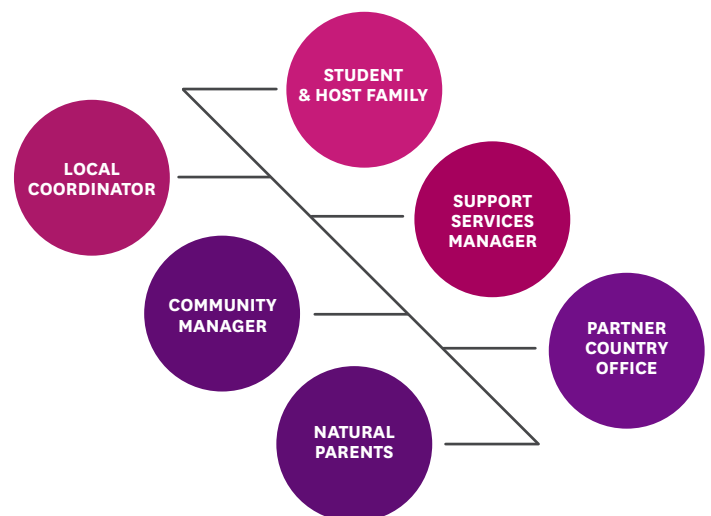 STUDENT
& HOST FAMILY
LOCAL
COORDINATOR
SUPPORT
SERVICES
MANAGER
COMMUNITY
MANAGER
PARTNER
COUNTRY
OFFICE
NATURAL
PARENTS